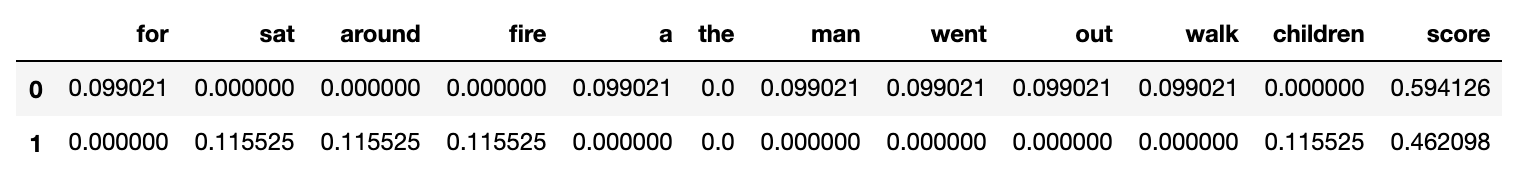 for sat around fire a the man went out walk children score
0 0.099021 0.000000 0.000000 0.000000 0.099021 0.0 0.099021 0.099021 0.099021 0.099021 0.000000 0.594126
1 0.000000 0.115525 0.115525 0.115525 0.000000 0.0 0.000000 0.000000 0.000000 0.000000 0.115525 0.462098